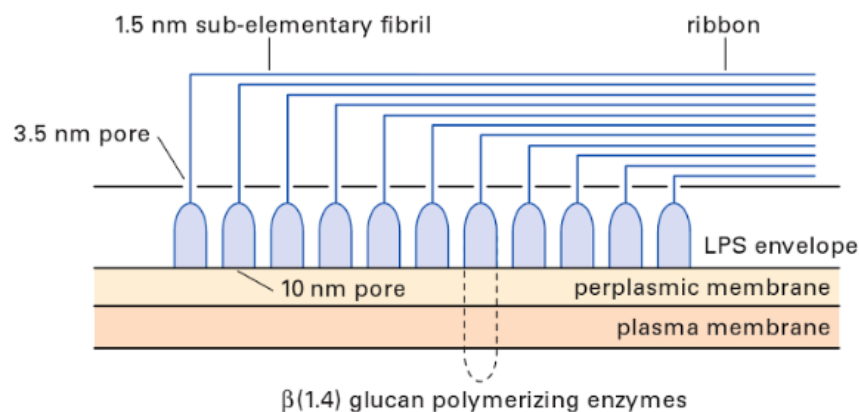 1.5 nm sub-elementary fibril
ribbon
3.5 nm pore
LPS envelope
10 nm pore
perplasmic membrane
plasma membrane
β(1.4) glucan polymerizing enzymes